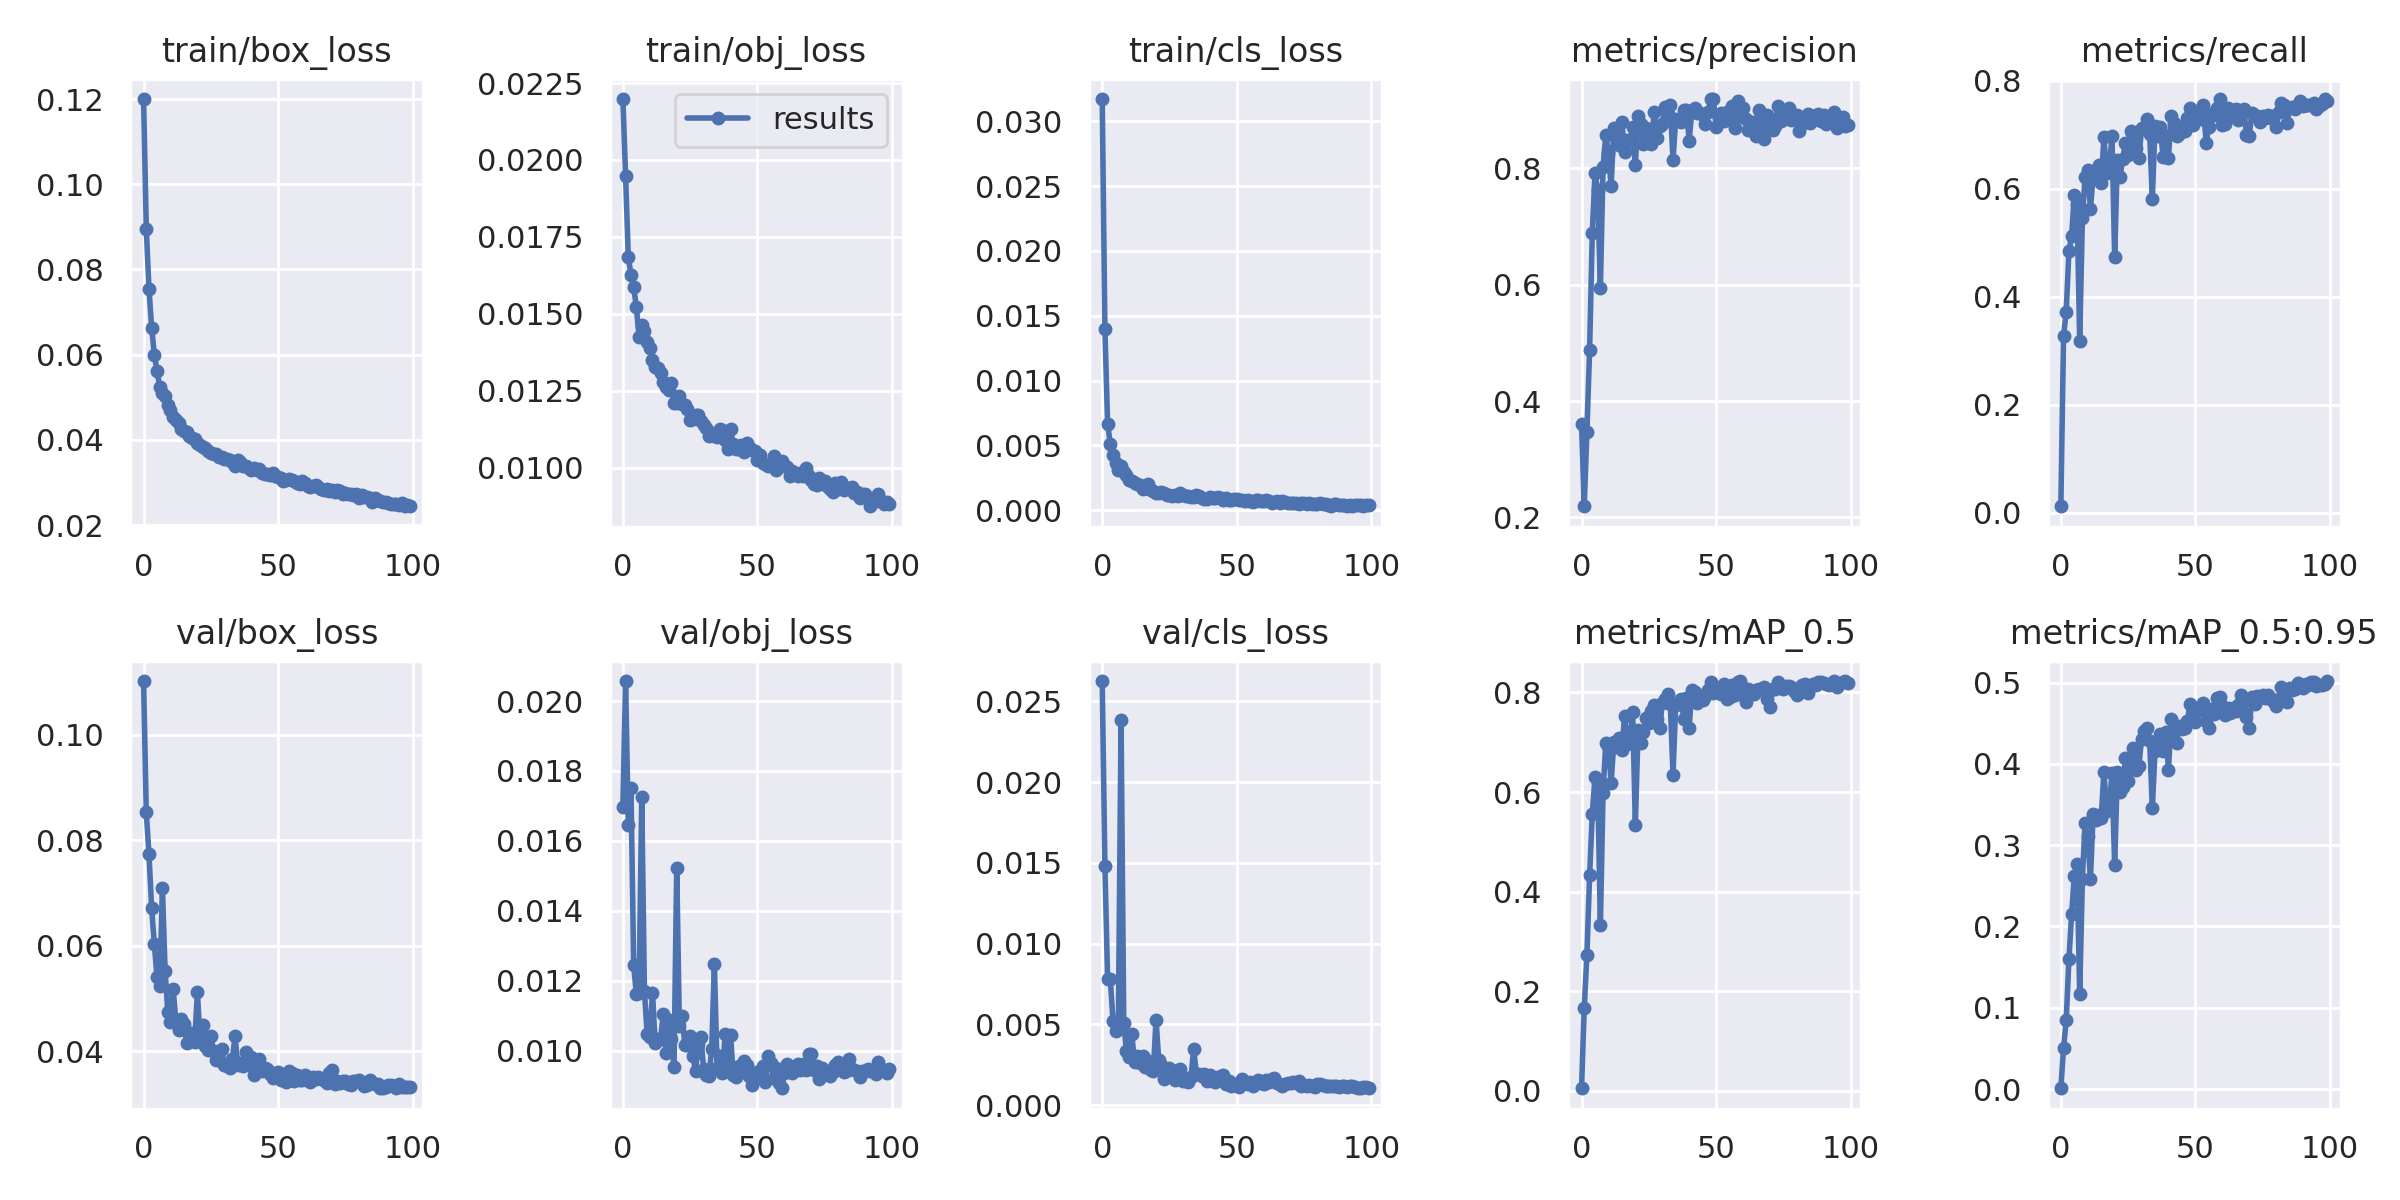 train/box_loss
0.12
0.10
0.08
0.06
0.04
0.02
0 50 100
train/obj_loss
results
0.0225
0.0200
0.0175
0.0150
0.0125
0.0100
0 50 100
train/cls_loss
0.030
0.025
0.020
0.015
0.010
0.005
0.000
0 50 100
metrics/precision
0.8
0.6
0.4
0.2
0 50 100
metrics/recall
0.8
0.6
0.4
0.2
0.0
0 50 100
val/box_loss
0.10
0.08
0.06
0.04
0 50 100
val/obj_loss
0.020
0.018
0.016
0.014
0.012
0.010
0 50 100
val/cls_loss
0.025
0.020
0.015
0.010
0.005
0.000
0 50 100
metrics/mAP_0.5
0.8
0.6
0.4
0.2
0.0
0 50 100
metrics/mAP_0.5:0.95
0.5
0.4
0.3
0.2
0.1
0.0
0 50 100